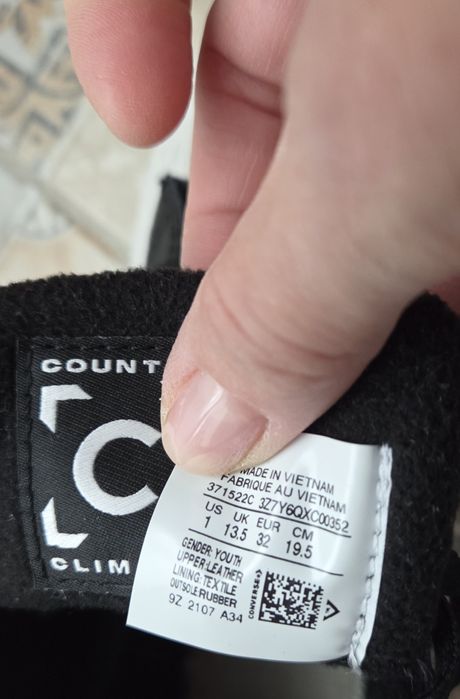 COUNT
C
CLIM
MADE IN VIETNAM
FABRIQUE AU VIETNAM
371522C 3Z7Y6QXC00352
US UK EUR CM
1 13.5 32 19.5
GENDER: YOUTH
UPPER: LEATHER
LINING: TEXTILE
OUTSOLE: RUBBER
9Z 2107 A34
CONVERSE